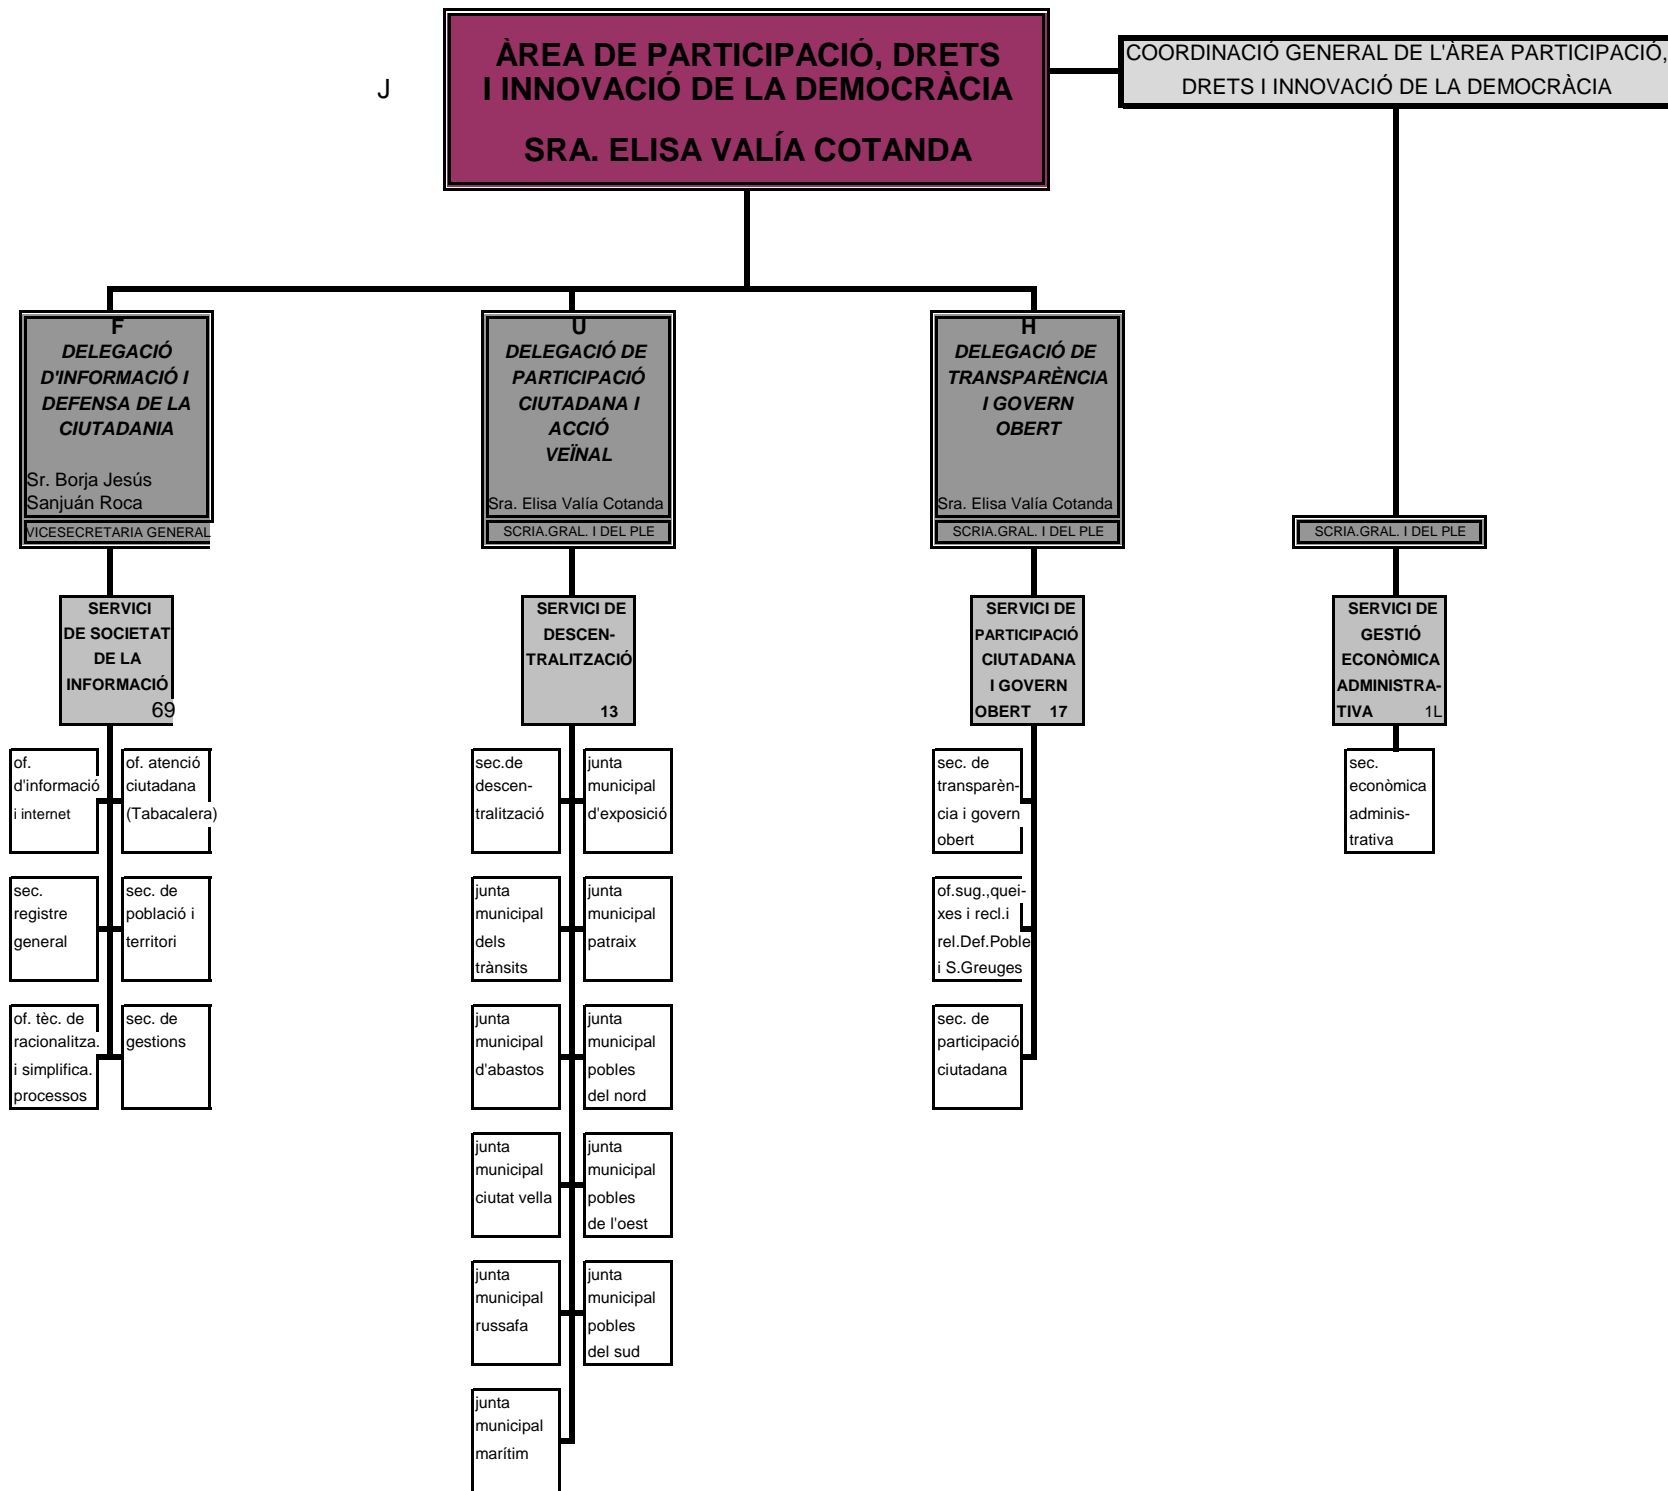 J
ÀREA DE PARTICIPACIÓ, DRETS
I INNOVACIÓ DE LA DEMOCRÀCIA
SRA. ELISA VALÍA COTANDA
COORDINACIÓ GENERAL DE L'ÀREA PARTICIPACIÓ,
DRETS I INNOVACIÓ DE LA DEMOCRÀCIA
F
DELEGACIÓ
D'INFORMACIÓ I
DEFENSA DE LA
CIUTADANIA
Sr. Borja Jesús
Sanjuán Roca
VICESECRETARIA GENERAL
U
DELEGACIÓ DE
PARTICIPACIÓ
CIUTADANA I
ACCIÓ
VEÏNAL
Sra. Elisa Valía Cotanda
SCRIA.GRAL. I DEL PLE
H
DELEGACIÓ DE
TRANSPARÈNCIA
I GOVERN
OBERT
Sra. Elisa Valía Cotanda
SCRIA.GRAL. I DEL PLE
SCRIA.GRAL. I DEL PLE
SERVICI
DE SOCIETAT
DE LA
INFORMACIÓ
69
SERVICI DE
DESCEN-
TRALITZACIÓ
13
SERVICI DE
PARTICIPACIÓ
CIUTADANA
I GOVERN
OBERT 17
SERVICI DE
GESTIÓ
ECONÒMICA
ADMINISTRA-
TIVA 1L
of.
d'informació
i internet
of. atenció
ciutadana
(Tabacalera)
sec.
registre
general
sec. de
població i
territori
of. tèc. de
racionalitza.
i simplifica.
processos
sec. de
gestions
sec.de
descen-
tralització
junta
municipal
d'exposició
junta
municipal
dels
trànsits
junta
municipal
patraix
junta
municipal
d'abastos
junta
municipal
pobles
del nord
junta
municipal
ciutat vella
junta
municipal
pobles
de l'oest
junta
municipal
russafa
junta
municipal
pobles
del sud
junta
municipal
marítim
sec. de
transparèn-
cia i govern
obert
of.sug.,quei-
xes i recl.i
rel.Def.Poble
i S.Greuges
sec. de
participació
ciutadana
sec.
econòmica
adminis-
trativa